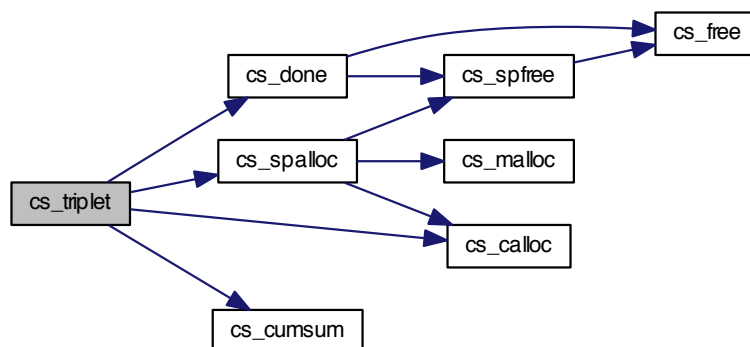 cs_free
cs_done
cs_spfree
cs_spalloc
cs_malloc
cs_triplet
cs_calloc
cs_cumsum